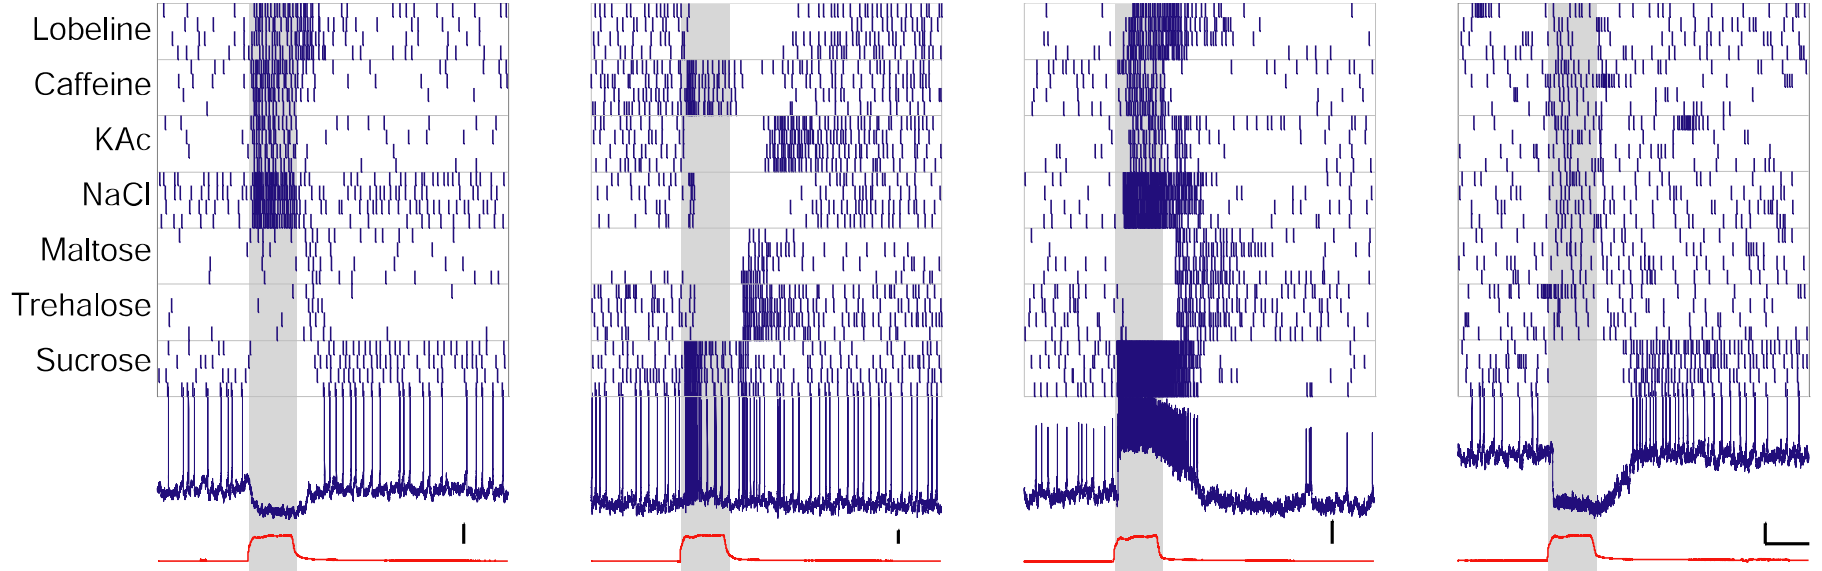 Lobeline
Caffeine
KAc
NaCl
Maltose
Trehalose
Sucrose